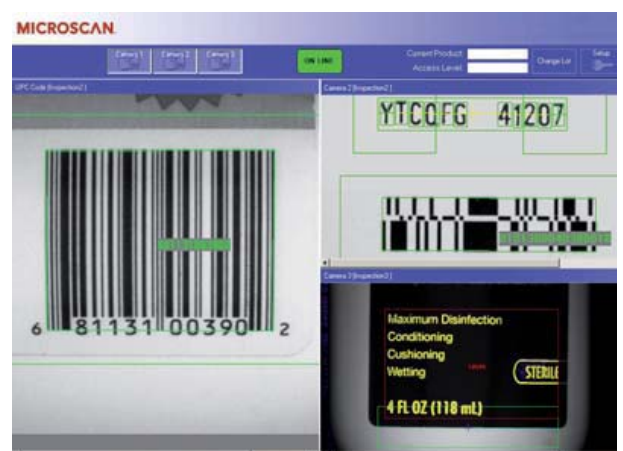 MICROSCAN
Camera 1 Camera 2 Camera 3
ON LINE
Current Product:
Access Level:
Change Lot
Setup
UPC Code (Inspection2)
Camera 2 (Inspection2)
YTCQFG 41207
6 81131 00390 2
Camera 3 (Inspection2)
Maximum Disinfection
Conditioning
Cushioning
Wetting
STERILE
4 FL OZ (118 mL)